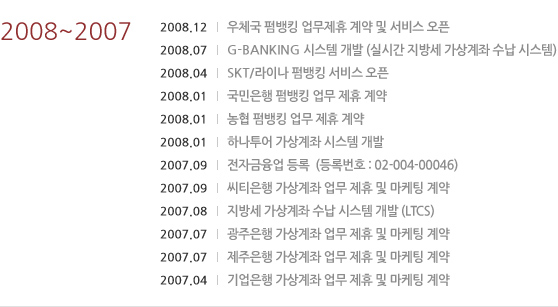 2008~2007
2008.12 | 우체국 펌뱅킹 업무제휴 계약 및 서비스 오픈
2008.07 | G-BANKING 시스템 개발 (실시간 지방세 가상계좌 수납 시스템)
2008.04 | SKT/라이나 펌뱅킹 서비스 오픈
2008.01 | 국민은행 펌뱅킹 업무 제휴 계약
2008.01 | 농협 펌뱅킹 업무 제휴 계약
2008.01 | 하나투어 가상계좌 시스템 개발
2007.09 | 전자금융업 등록 (등록번호 : 02-004-00046)
2007.09 | 씨티은행 가상계좌 업무 제휴 및 마케팅 계약
2007.08 | 지방세 가상계좌 수납 시스템 개발 (LTCS)
2007.07 | 광주은행 가상계좌 업무 제휴 및 마케팅 계약
2007.07 | 제주은행 가상계좌 업무 제휴 및 마케팅 계약
2007.04 | 기업은행 가상계좌 업무 제휴 및 마케팅 계약